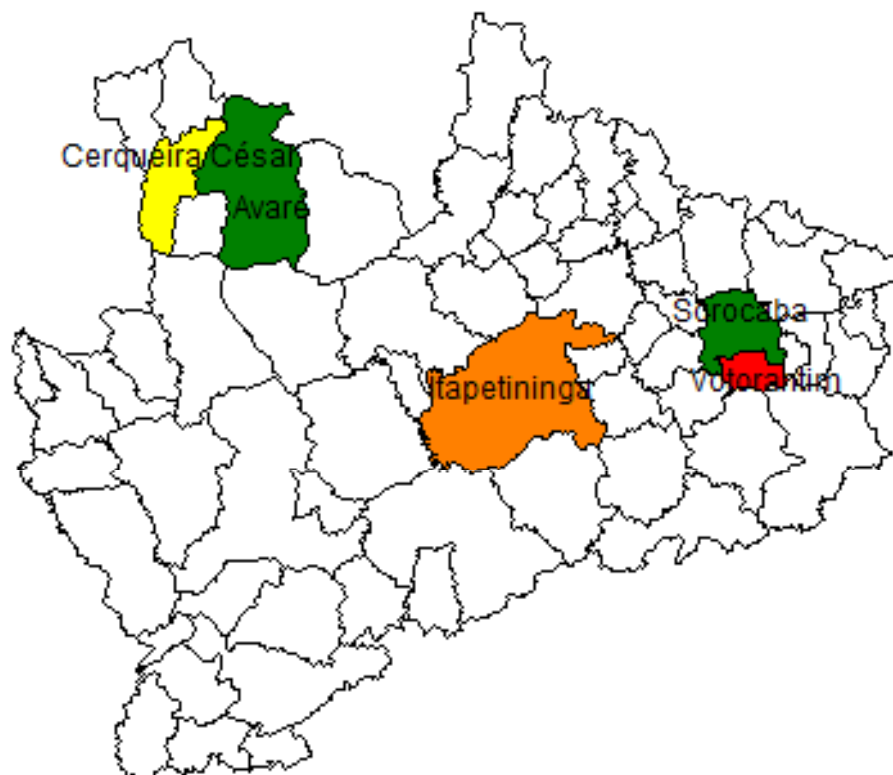 Cerqueira César
Avaré
Sorocaba
Votorantim
Itapetininga